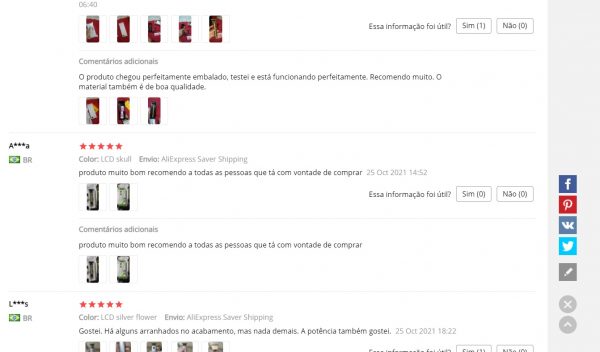 06:40
Essa informação foi útil? Sim (1) Não (0)
Comentários adicionais
O produto chegou perfeitamente embalado, testei e está funcionando perfeitamente. Recomendo muito. O
material também é de boa qualidade.
A***a
BR
Color: LCD skull Envio: AliExpress Saver Shipping
produto muito bom recomendo a todas as pessoas que tá com vontade de comprar 25 Oct 2021 14:52
Essa informação foi útil? Sim (0) Não (0)
Comentários adicionais
produto muito bom recomendo a todas as pessoas que tá com vontade de comprar
L***s
BR
Color: LCD silver flower Envio: AliExpress Saver Shipping
Gostei. Há alguns arranhados no acabamento, mas nada demais. A potência também gostei. 25 Oct 2021 18:22
Essa informação foi útil? Sim (1) Não (0)